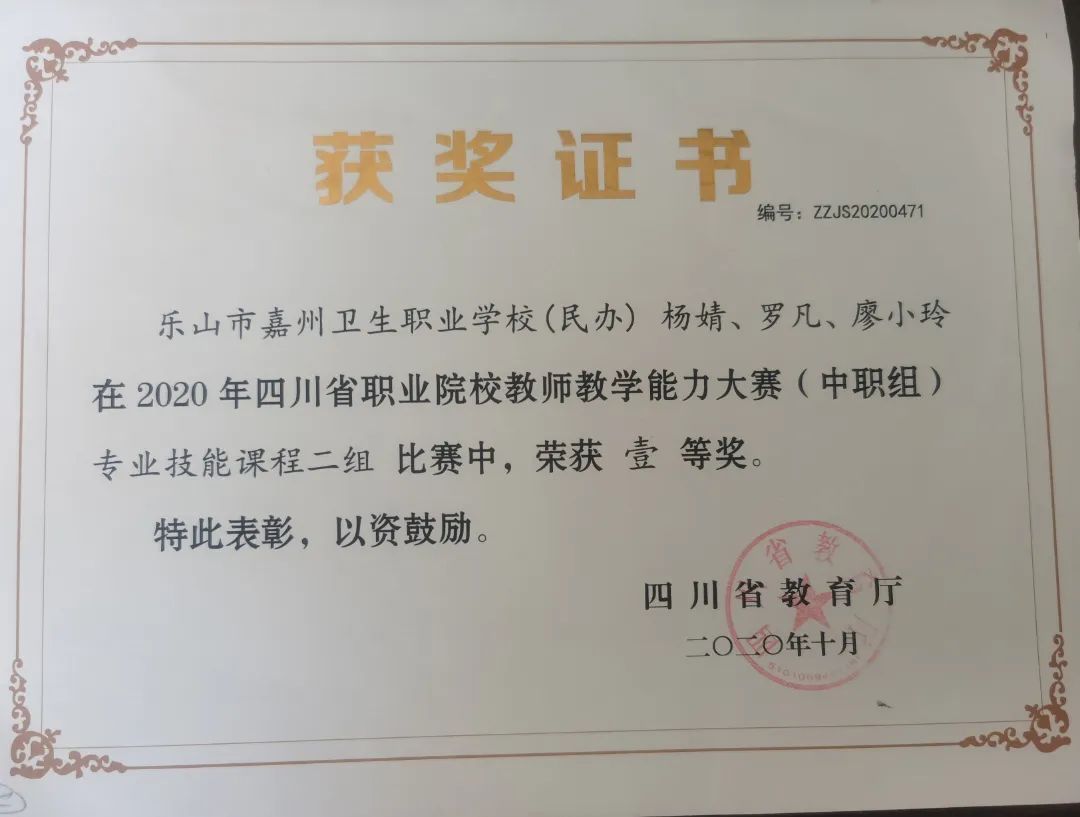 获奖证书
编号：ZZJS20200471
乐山市嘉州卫生职业学校(民办) 杨婧、罗凡、廖小玲
在2020年四川省职业院校教师教学能力大赛（中职组）
专业技能课程二组 比赛中，荣获 壹 等奖。
特此表彰，以资鼓励。
四川省教育厅
二〇二〇年十月